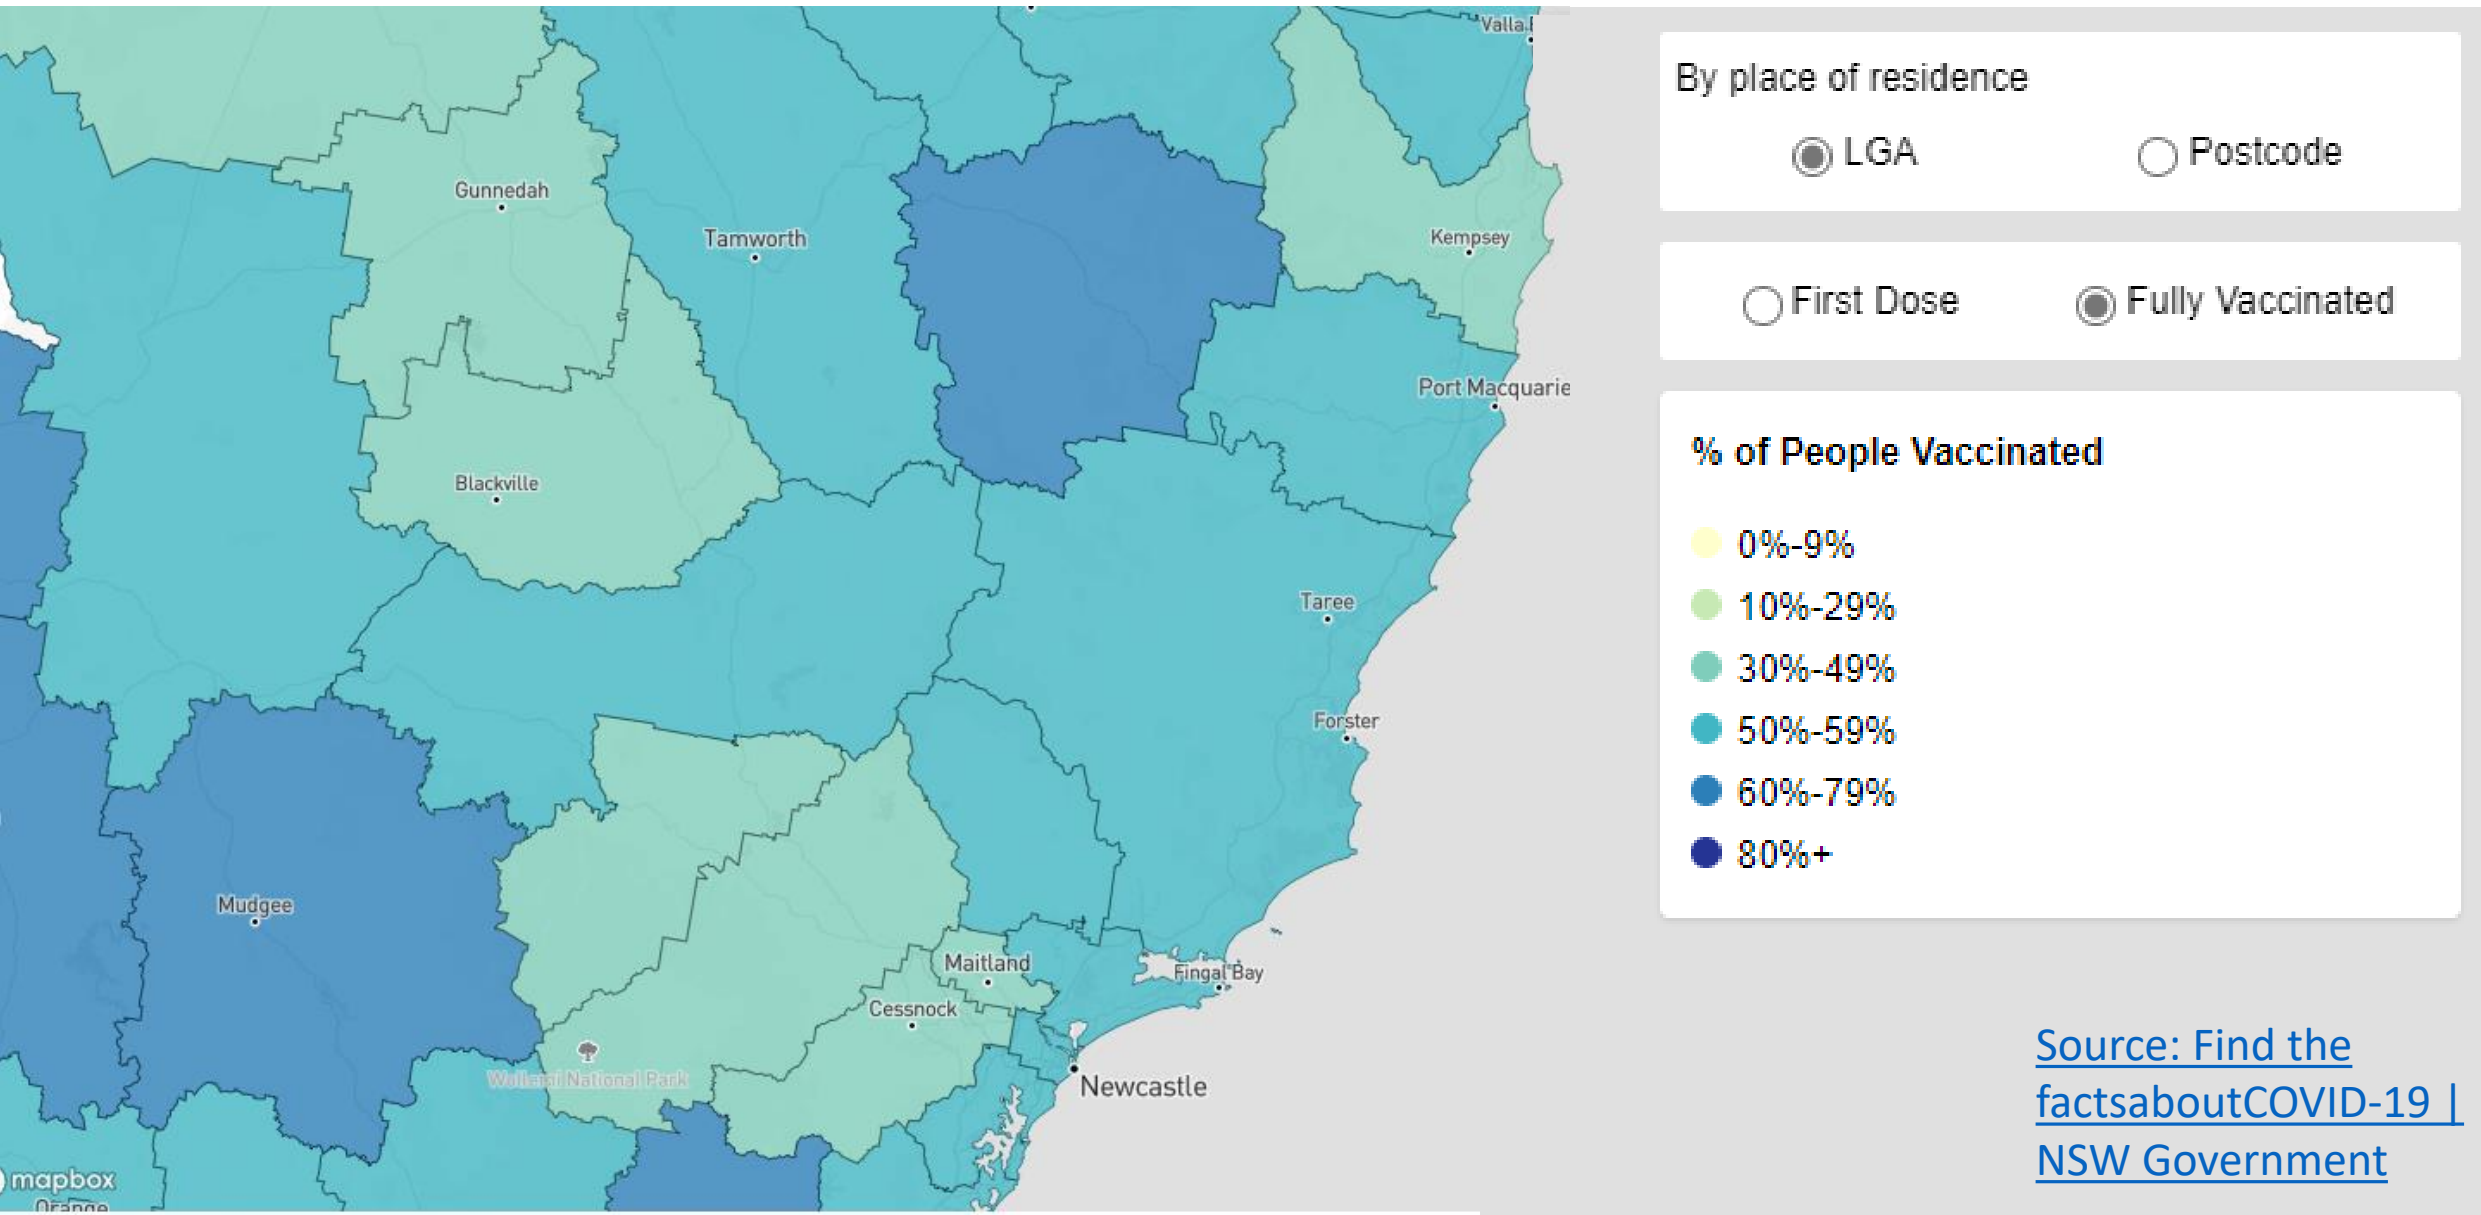 Valla
Gunnedah
Tamworth
Kempsey
Port Macquarie
Blackville
Taree
Forster
Mudgee
Maitland
Fingal Bay
Cessnock
Wollemi National Park
Newcastle
mapbox
Orange
By place of residence
LGA Postcode
First Dose Fully Vaccinated
% of People Vaccinated
0%-9%
10%-29%
30%-49%
50%-59%
60%-79%
80%+
Source: Find the
factsaboutCOVID-19 |
NSW Government